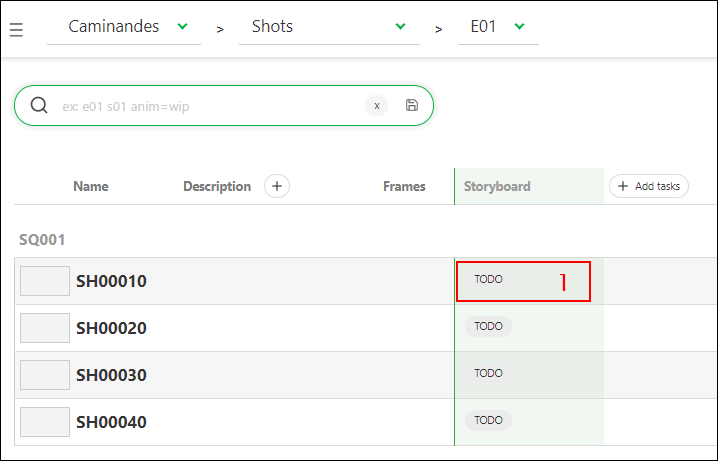 Caminandes > Shots > E01
ex: e01 s01 anim=wip x
Name Description + Frames Storyboard + Add tasks
SQ001
SH00010 TODO 1
SH00020 TODO
SH00030 TODO
SH00040 TODO